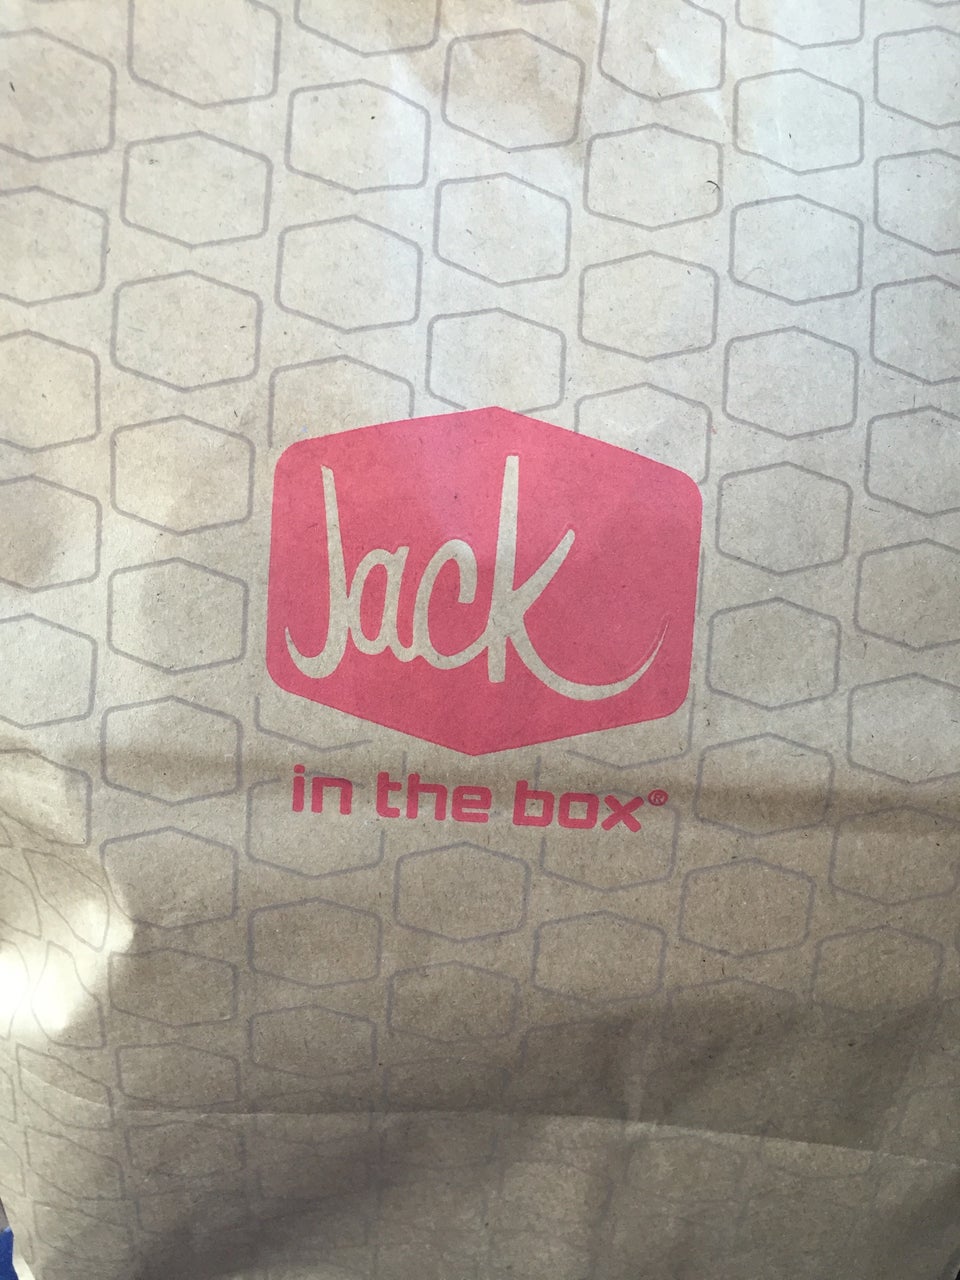 Jack
in the box®